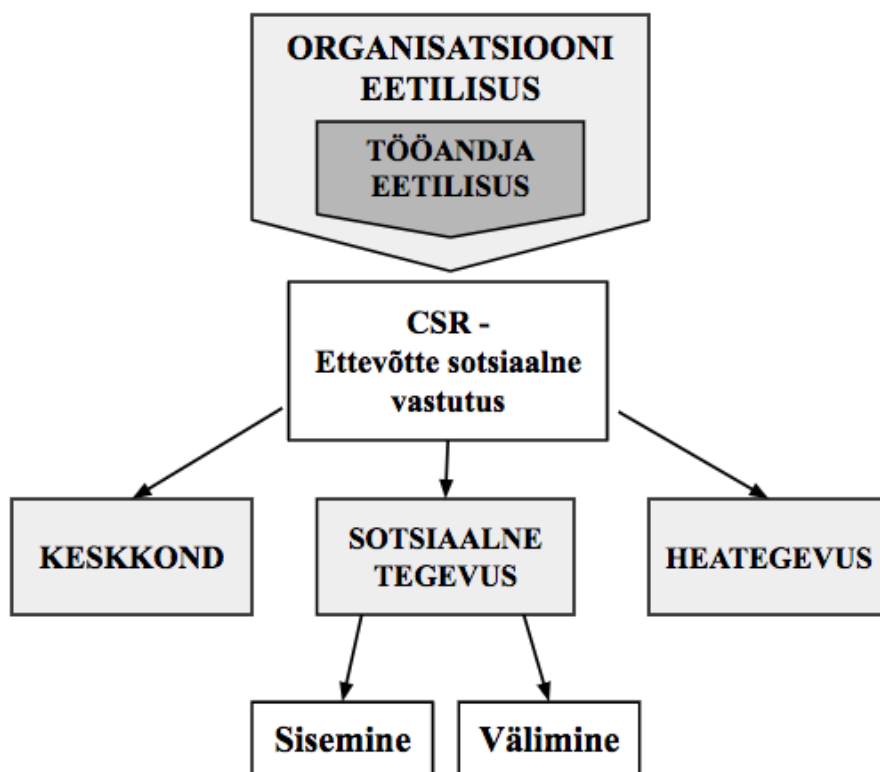 ORGANISATSIOONI
EETILISUS
TÖÖANDJA
EETILISUS
CSR -
Ettevõtte sotsiaalne
vastutus
KESKKOND
SOTSIAALNE
TEGEVUS
HEATEGEVUS
Sisemine
Välimine